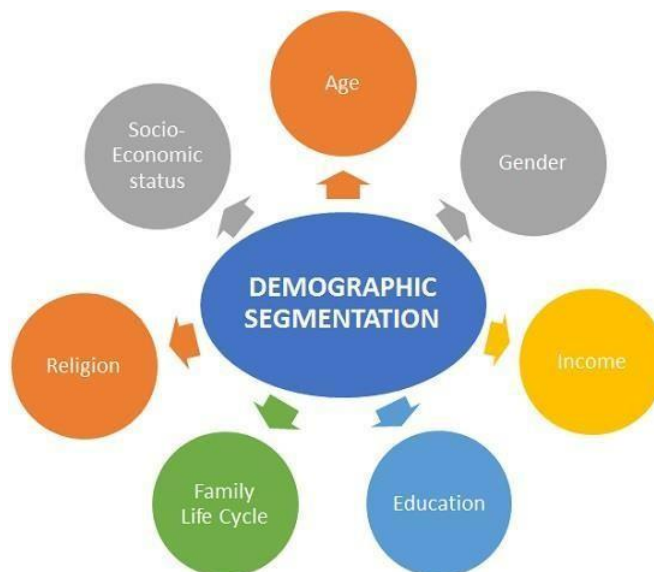 Age
Gender
Income
Education
Family
Life Cycle
Religion
Socio-
Economic
status
DEMOGRAPHIC
SEGMENTATION